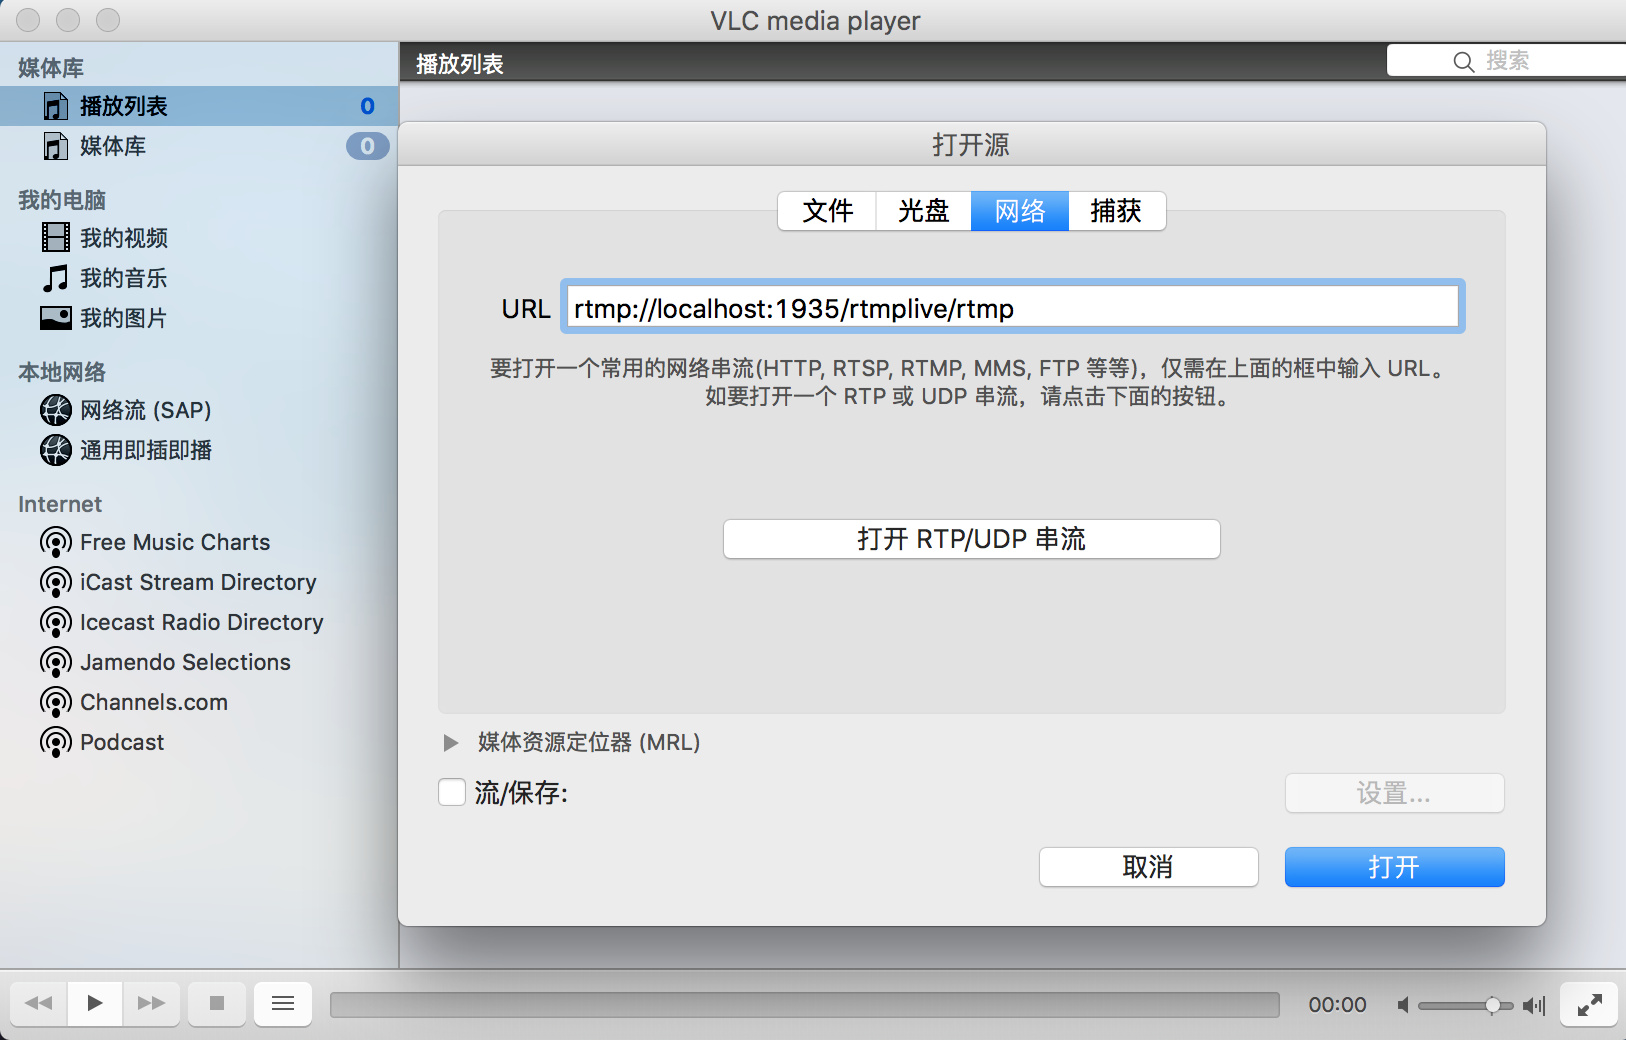 VLC media player
媒体库
播放列表 0
媒体库 0
我的电脑
我的视频
我的音乐
我的图片
本地网络
网络流 (SAP)
通用即插即播
Internet
Free Music Charts
iCast Stream Directory
Icecast Radio Directory
Jamendo Selections
Channels.com
Podcast
播放列表
搜索
打开源
文件 光盘 网络 捕获
URL rtmp://localhost:1935/rtmplive/rtmp
要打开一个常用的网络串流(HTTP, RTSP, RTMP, MMS, FTP 等等)，仅需在上面的框中输入 URL。
如要打开一个 RTP 或 UDP 串流，请点击下面的按钮。
打开 RTP/UDP 串流
媒体资源定位器 (MRL)
流/保存:
设置...
取消 打开
00:00